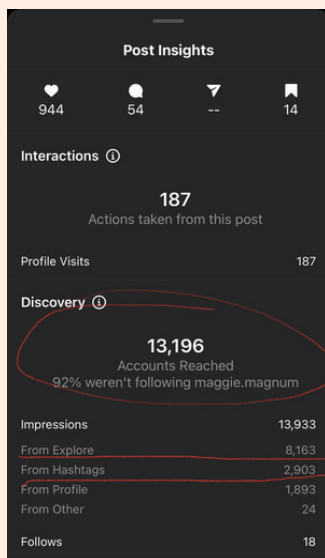 Post Insights
944 54 -- 14
Interactions
187
Actions taken from this post
Profile Visits 187
Discovery
13,196
Accounts Reached
92% weren't following maggie.magnum
Impressions 13,933
From Explore 8,163
From Hashtags 2,903
From Profile 1,893
From Other 24
Follows 18